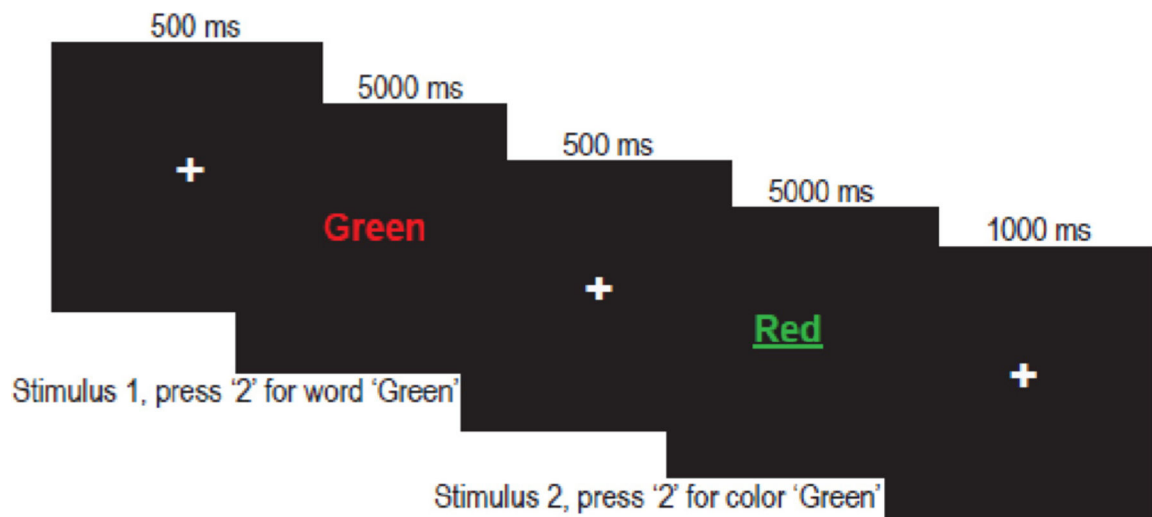 500 ms
5000 ms
500 ms
5000 ms
1000 ms
+
Green
+
Red
+
Stimulus 1, press ‘2’ for word ‘Green’
Stimulus 2, press ‘2’ for color ‘Green’